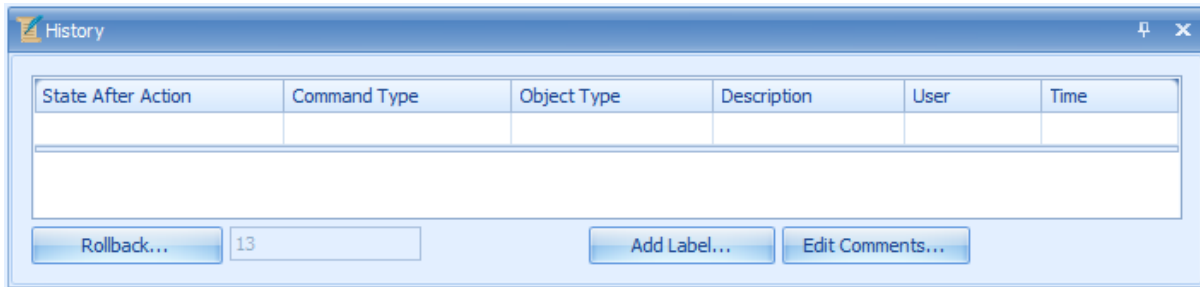 History
State After Action Command Type Object Type Description User Time
Rollback... 13 Add Label... Edit Comments...